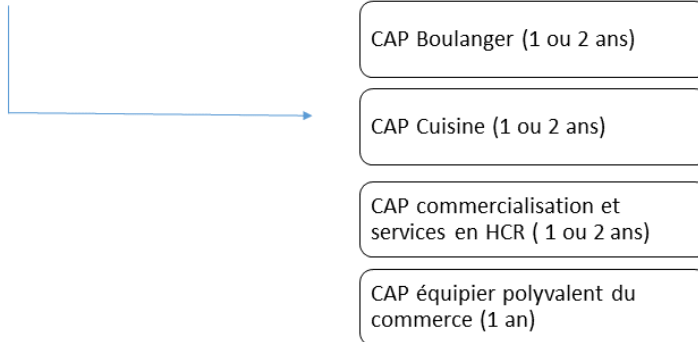 CAP Boulanger (1 ou 2 ans)
CAP Cuisine (1 ou 2 ans)
CAP commercialisation et
services en HCR ( 1 ou 2 ans)
CAP équipier polyvalent du
commerce (1 an)